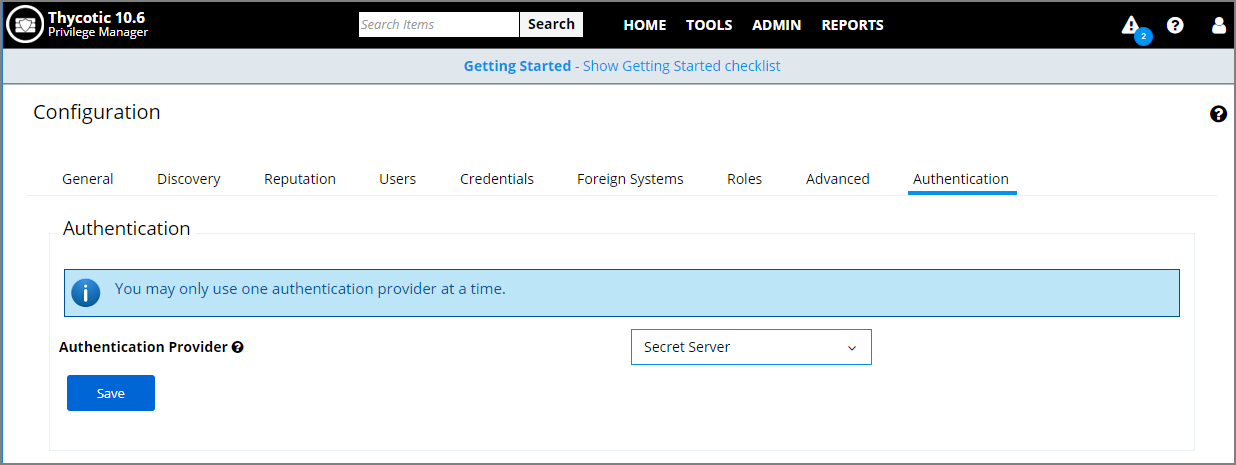 Thycotic 10.6
Privilege Manager
Search Items
Search
HOME TOOLS ADMIN REPORTS
2
Getting Started - Show Getting Started checklist
Configuration
General Discovery Reputation Users Credentials Foreign Systems Roles Advanced Authentication
Authentication
You may only use one authentication provider at a time.
Authentication Provider
Secret Server
Save